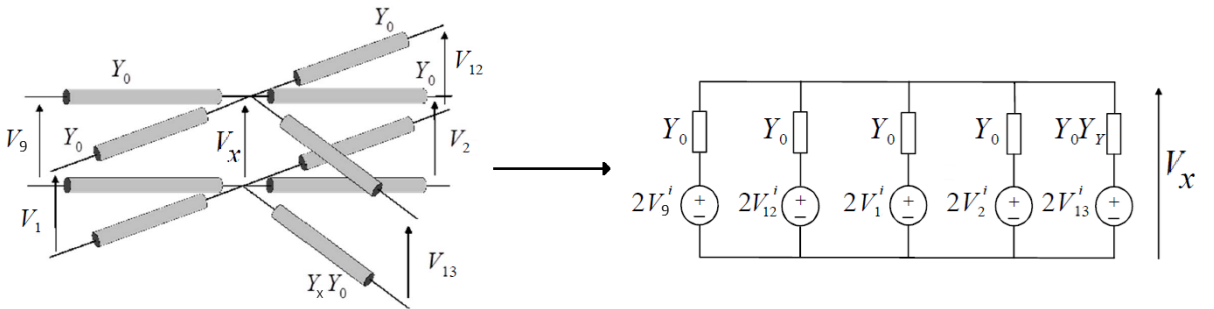 Y₀
Y₀
V₁₂
Y₀
V₉
Y₀
Vₓ
V₂
V₁
V₁₃
YₓY₀
Y₀
Y₀
Y₀
Y₀
Y₀Y_Y
Vₓ
2V₉ⁱ
2V₁₂ⁱ
2V₁ⁱ
2V₂ⁱ
2V₁₃ⁱ